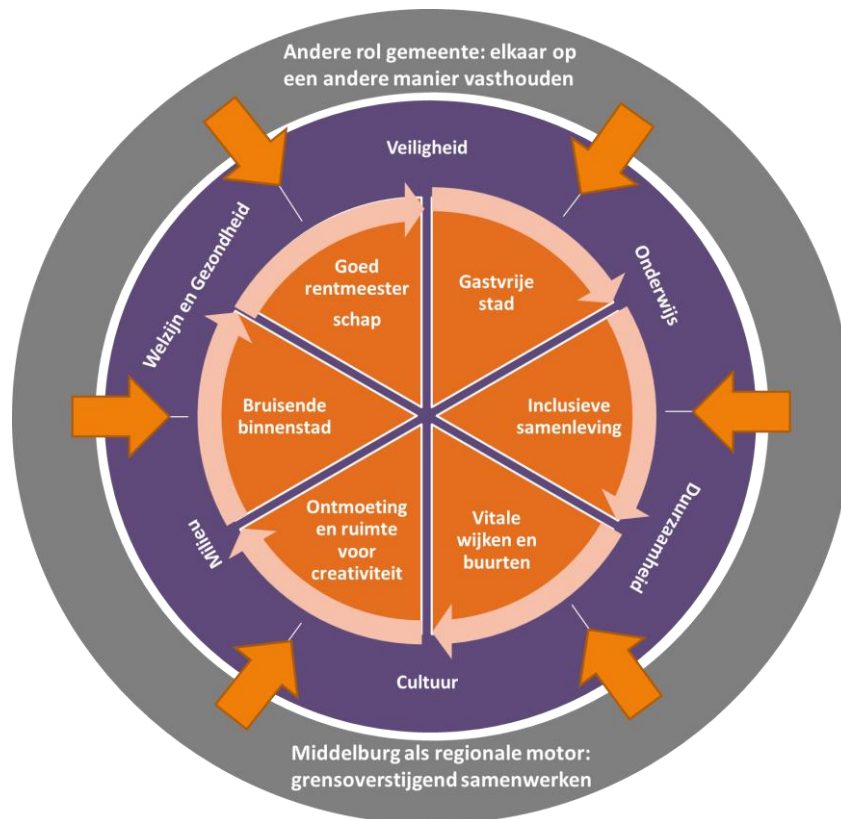 Andere rol gemeente: elkaar op
een andere manier vasthouden
Veiligheid
Onderwijs
Duurzaamheid
Cultuur
Milieu
Welzijn en Gezondheid
Goed
rentmeester
schap
Gastvrije
stad
Inclusieve
samenleving
Vitale
wijken en
buurten
Ontmoeting
en ruimte
voor
creativiteit
Bruisende
binnenstad
Middelburg als regionale motor:
grensoverstijgend samenwerken